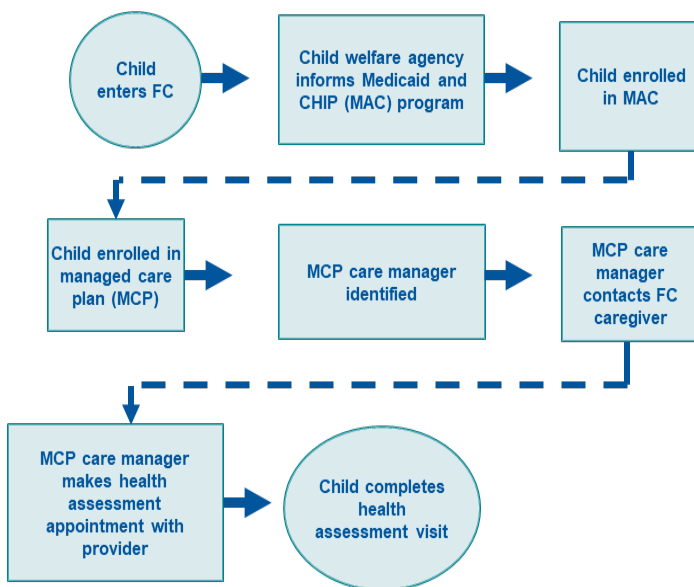 Child
enters FC
Child welfare agency
informs Medicaid and
CHIP (MAC) program
Child enrolled
in MAC
Child enrolled in
managed care
plan (MCP)
MCP care manager
identified
MCP care
manager
contacts FC
caregiver
MCP care manager
makes health
assessment
appointment with
provider
Child completes
health
assessment visit